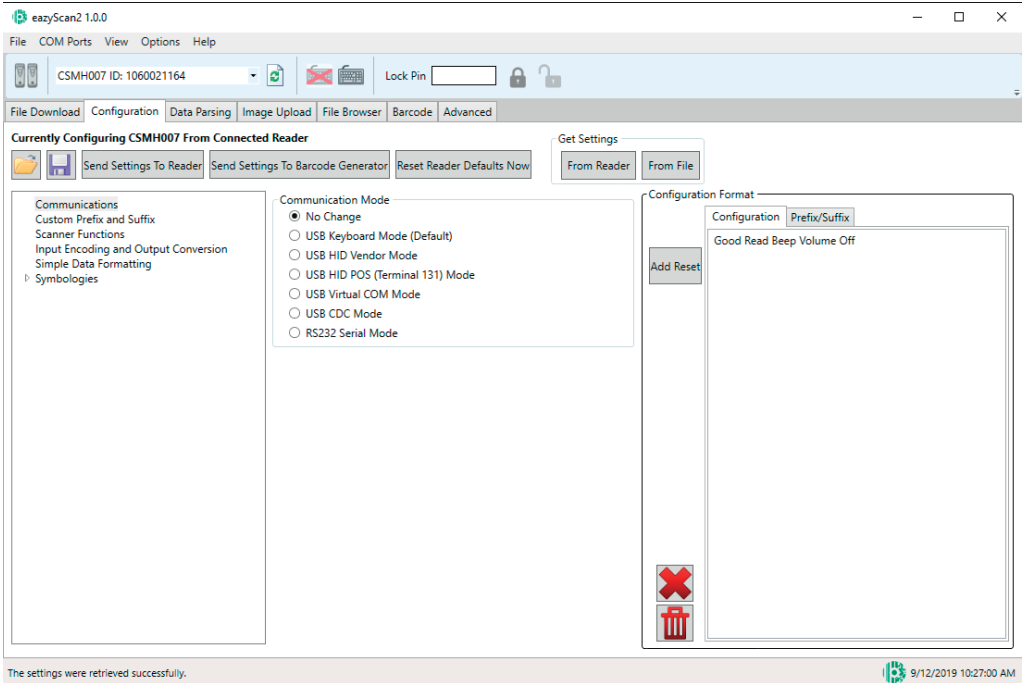 eazyScan2 1.0.0
File COM Ports View Options Help
CSMH007 ID: 1060021164 Lock Pin
File Download Configuration Data Parsing Image Upload File Browser Barcode Advanced
Currently Configuring CSMH007 From Connected Reader
Send Settings To Reader Send Settings To Barcode Generator Reset Reader Defaults Now
Get Settings
From Reader From File
Communications
Custom Prefix and Suffix
Scanner Functions
Input Encoding and Output Conversion
Simple Data Formatting
Symbologies
Communication Mode
No Change
USB Keyboard Mode (Default)
USB HID Vendor Mode
USB HID POS (Terminal 131) Mode
USB Virtual COM Mode
USB CDC Mode
RS232 Serial Mode
Configuration Format
Configuration Prefix/Suffix
Add Reset
Good Read Beep Volume Off
The settings were retrieved successfully.
9/12/2019 10:27:00 AM